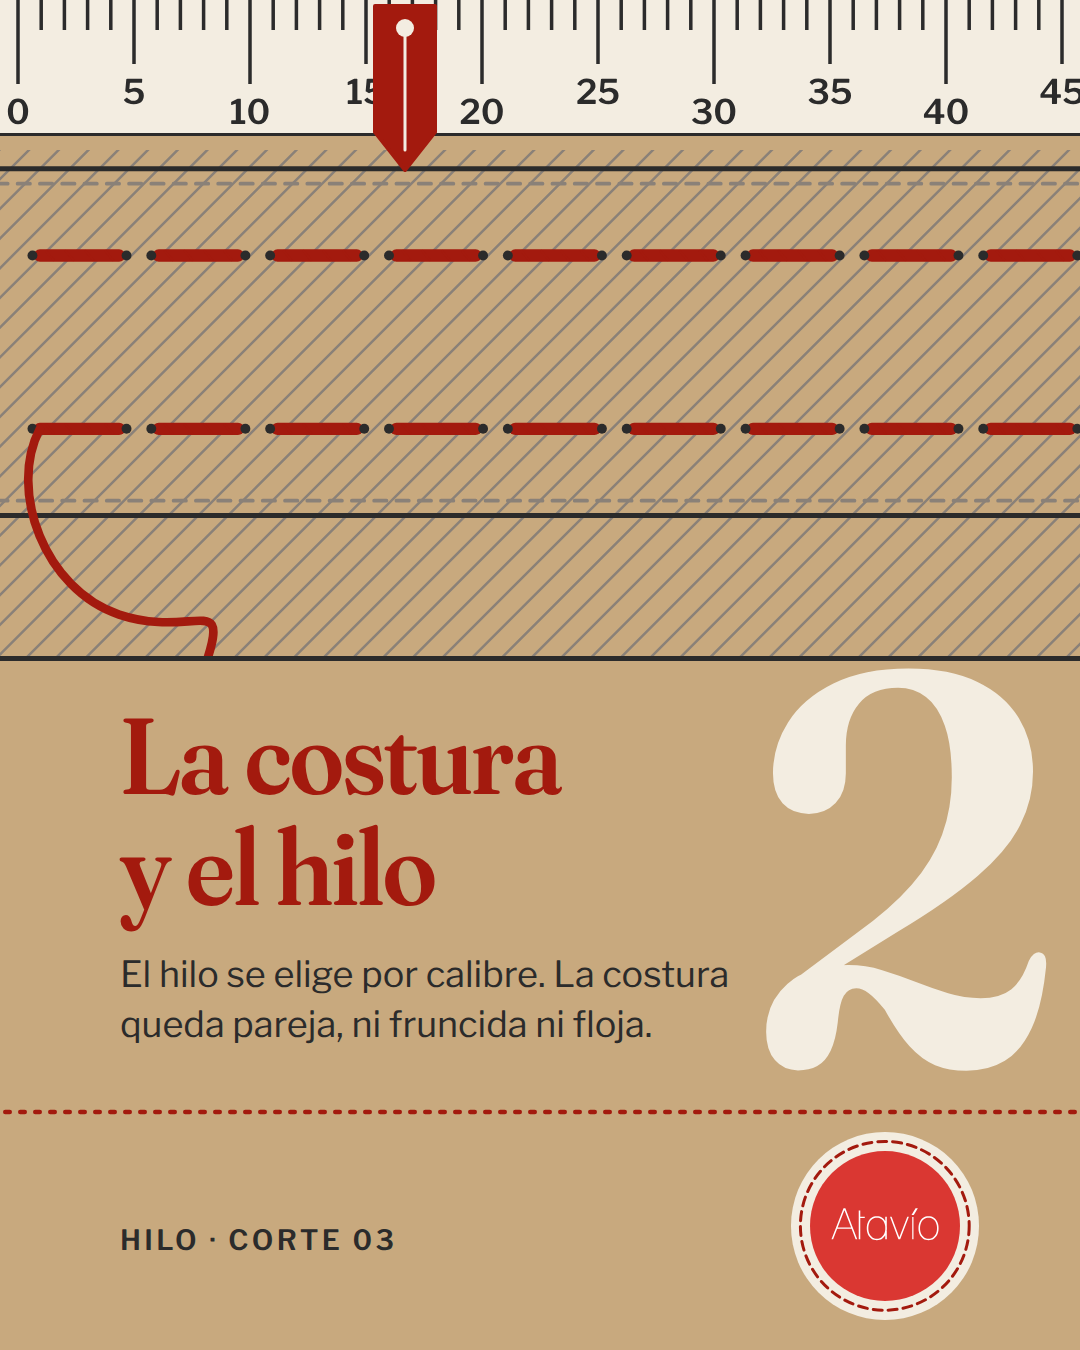 0 5 10 15 20 25 30 35 40 45
La costura
y el hilo
2
El hilo se elige por calibre. La costura
queda pareja, ni fruncida ni floja.
HILO · CORTE 03
Atavío